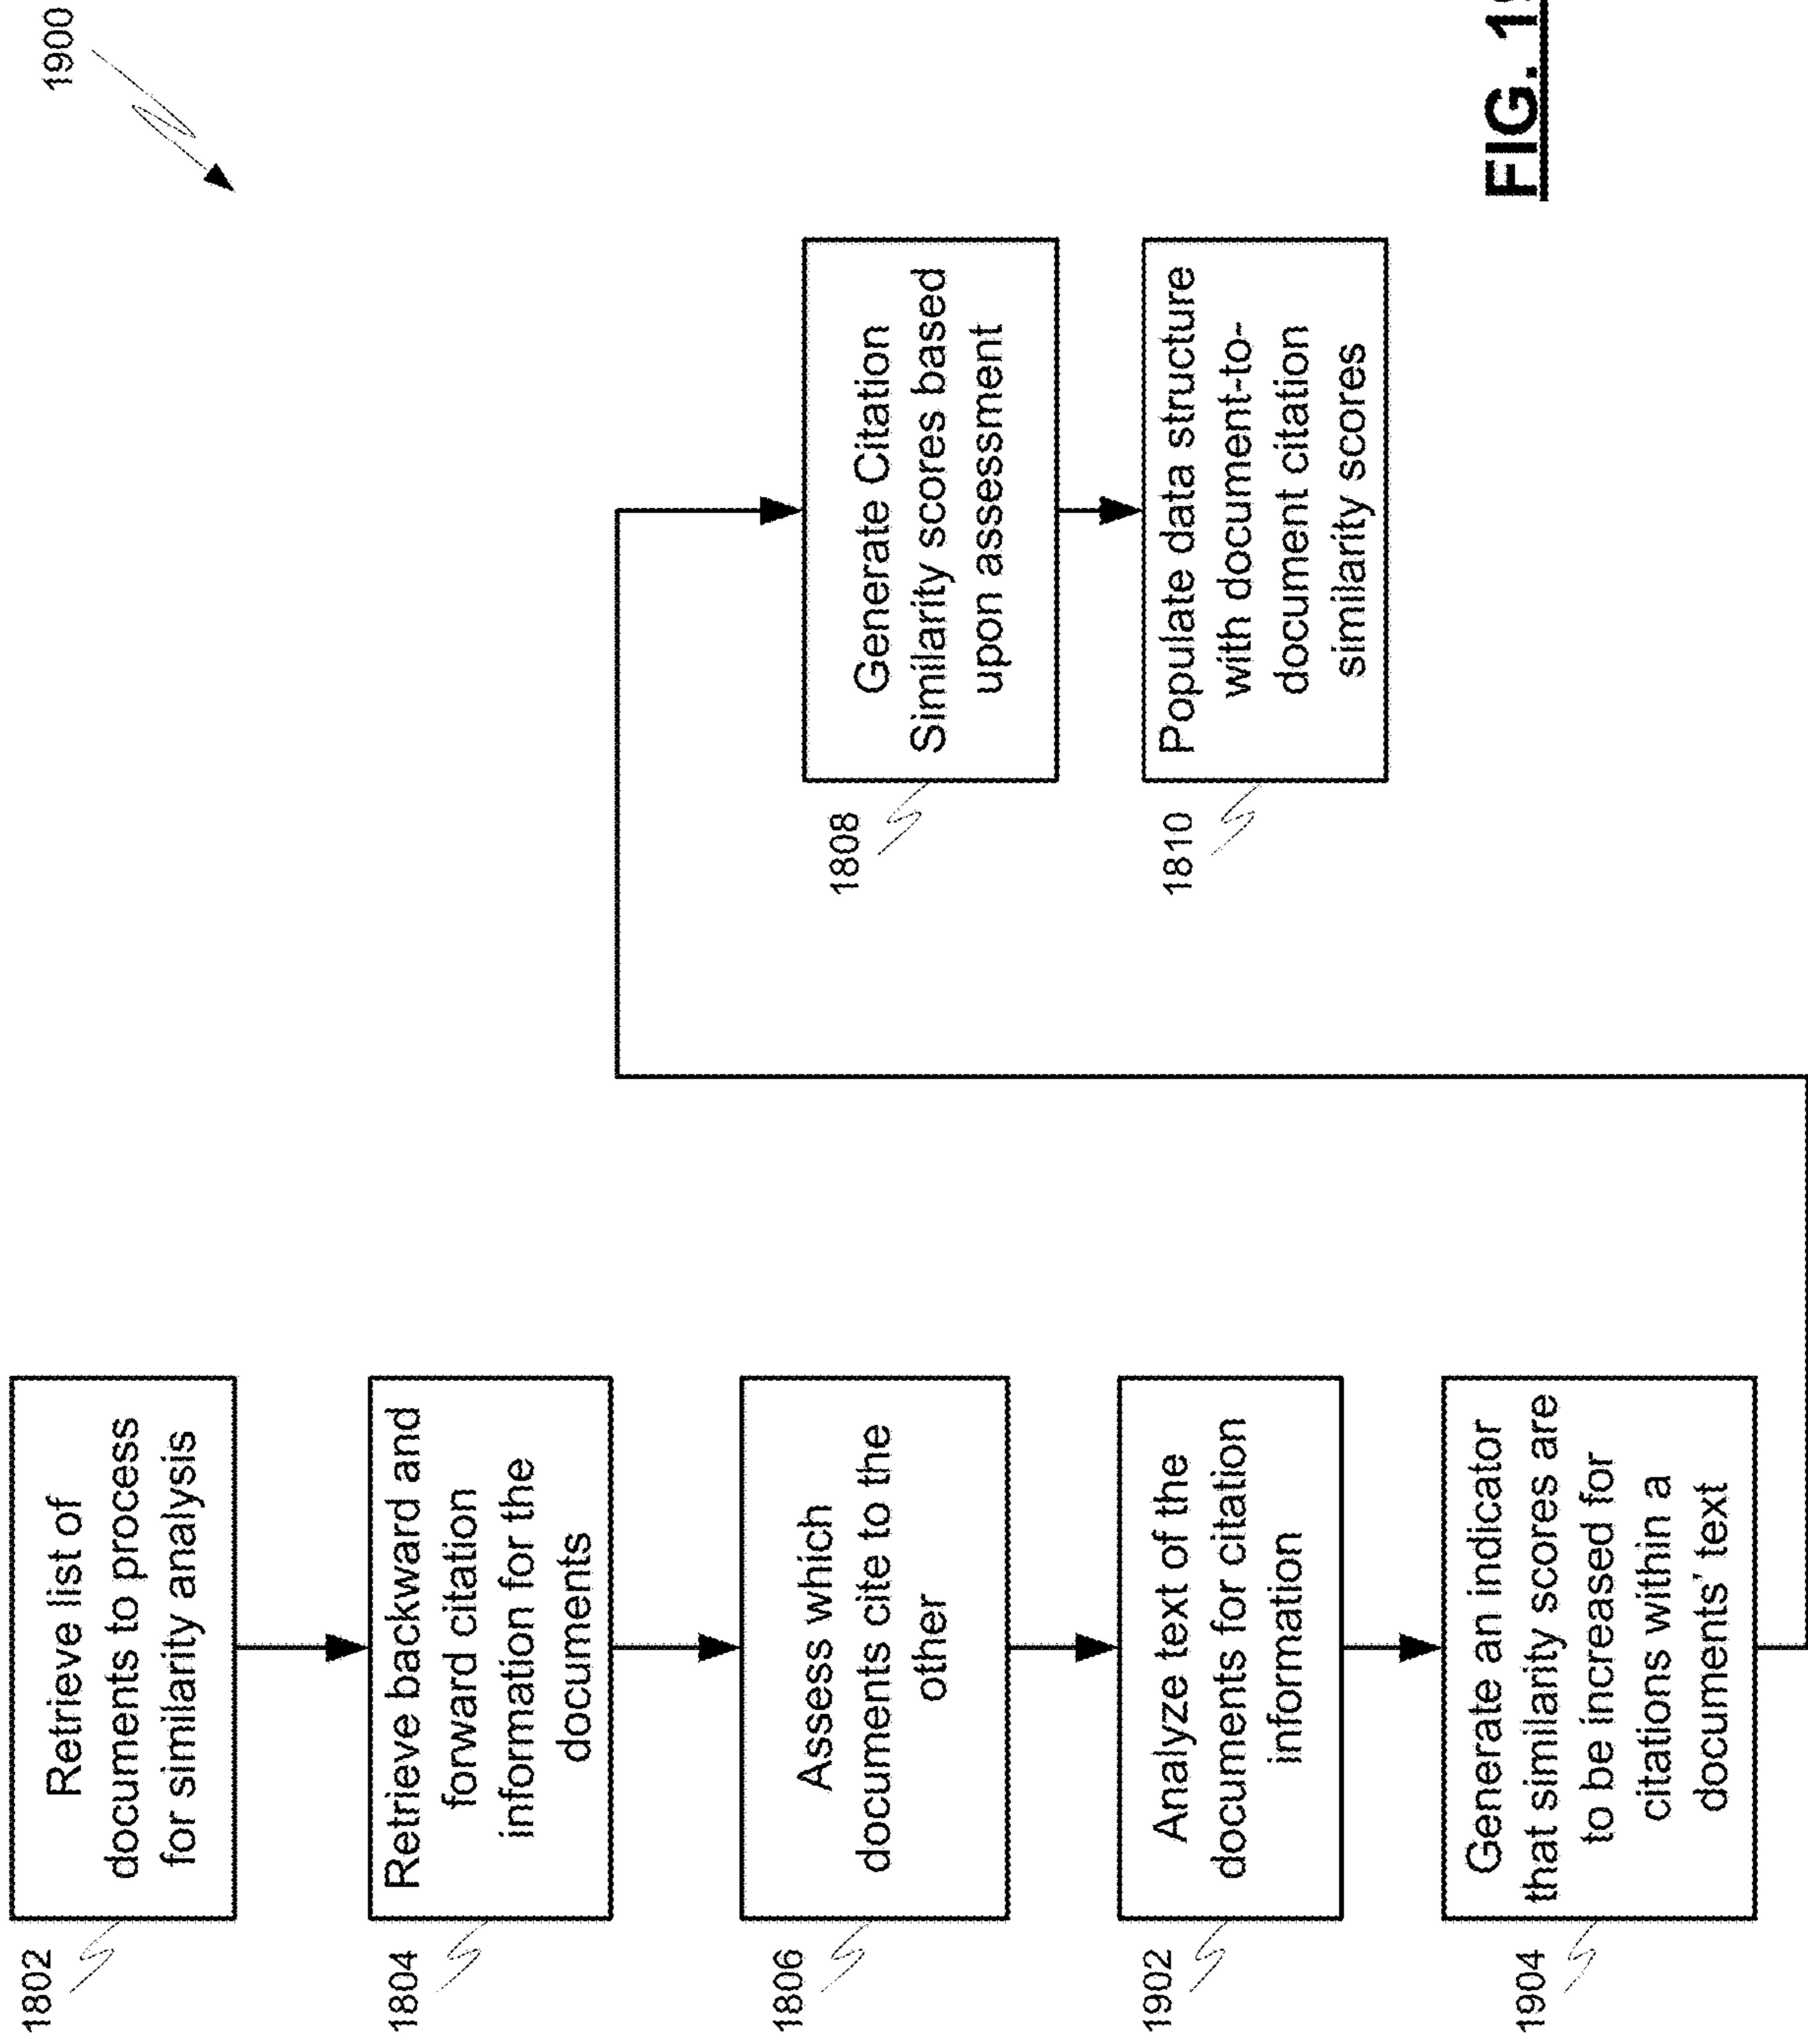 1900
1802
Retrieve list of
documents to process
for similarity analysis
1804
Retrieve backward and
forward citation
information for the
documents
1806
Assess which
documents cite to the
other
1902
Analyze text of the
documents for citation
information
1904
Generate an indicator
that similarity scores are
to be increased for
citations within a
documents' text
1808
Generate Citation
Similarity scores based
upon assessment
1810
Populate data structure
with document-to-
document citation
similarity scores
FIG. 19